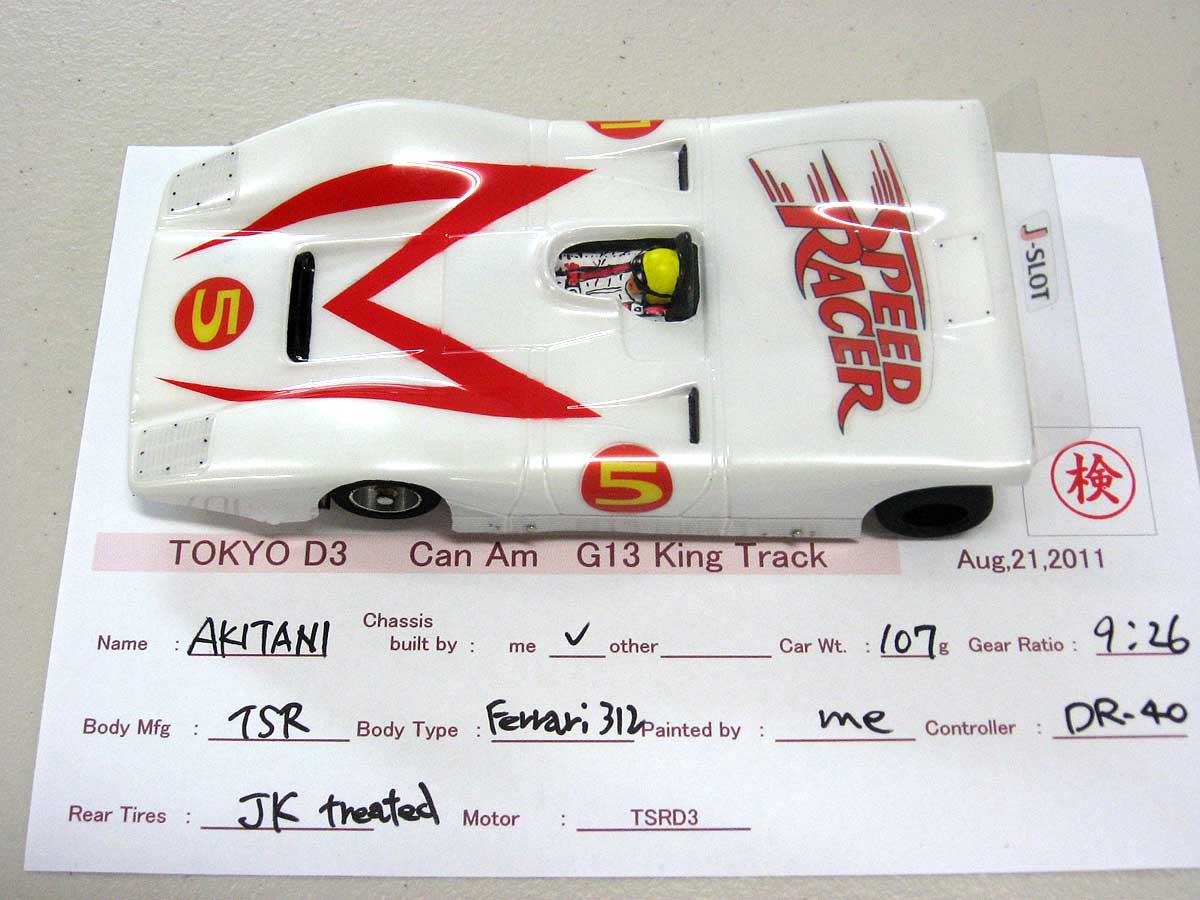 SPEED
RACER
J-SLOT
5
5
検
TOKYO D3 Can Am G13 King Track Aug,21,2011
Name : AKITANI Chassis built by : me ✓ other Car Wt. : 107g Gear Ratio : 9:26
Body Mfg : TSR Body Type : Ferrari 312 Painted by : me Controller : DR-40
Rear Tires : JK treated Motor : TSRD3